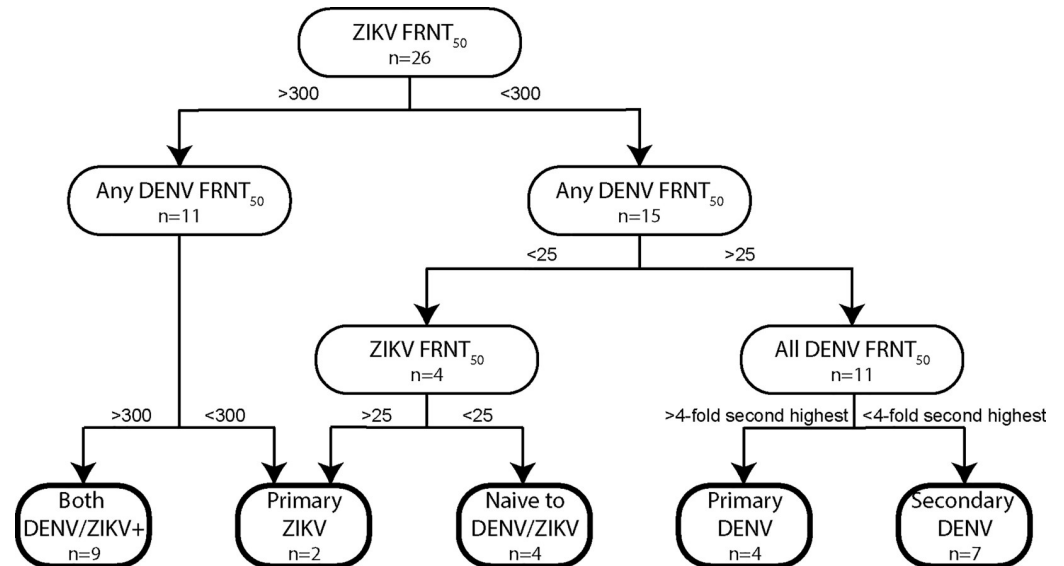 ZIKV FRNT50
n=26
>300
<300
Any DENV FRNT50
n=11
Any DENV FRNT50
n=15
<25
>25
ZIKV FRNT50
n=4
All DENV FRNT50
n=11
>300
<300
>25
<25
>4-fold second highest
<4-fold second highest
Both
DENV/ZIKV+
n=9
Primary
ZIKV
n=2
Naive to
DENV/ZIKV
n=4
Primary
DENV
n=4
Secondary
DENV
n=7